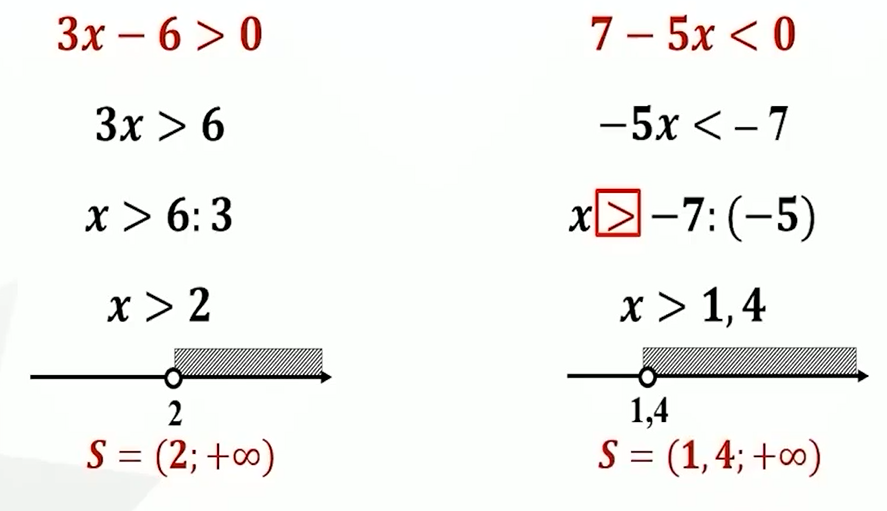 3x − 6 > 0
3x > 6
x > 6: 3
x > 2
2
S = (2; +∞)
7 − 5x < 0
−5x < − 7
x > −7: (−5)
x > 1, 4
1,4
S = (1, 4; +∞)